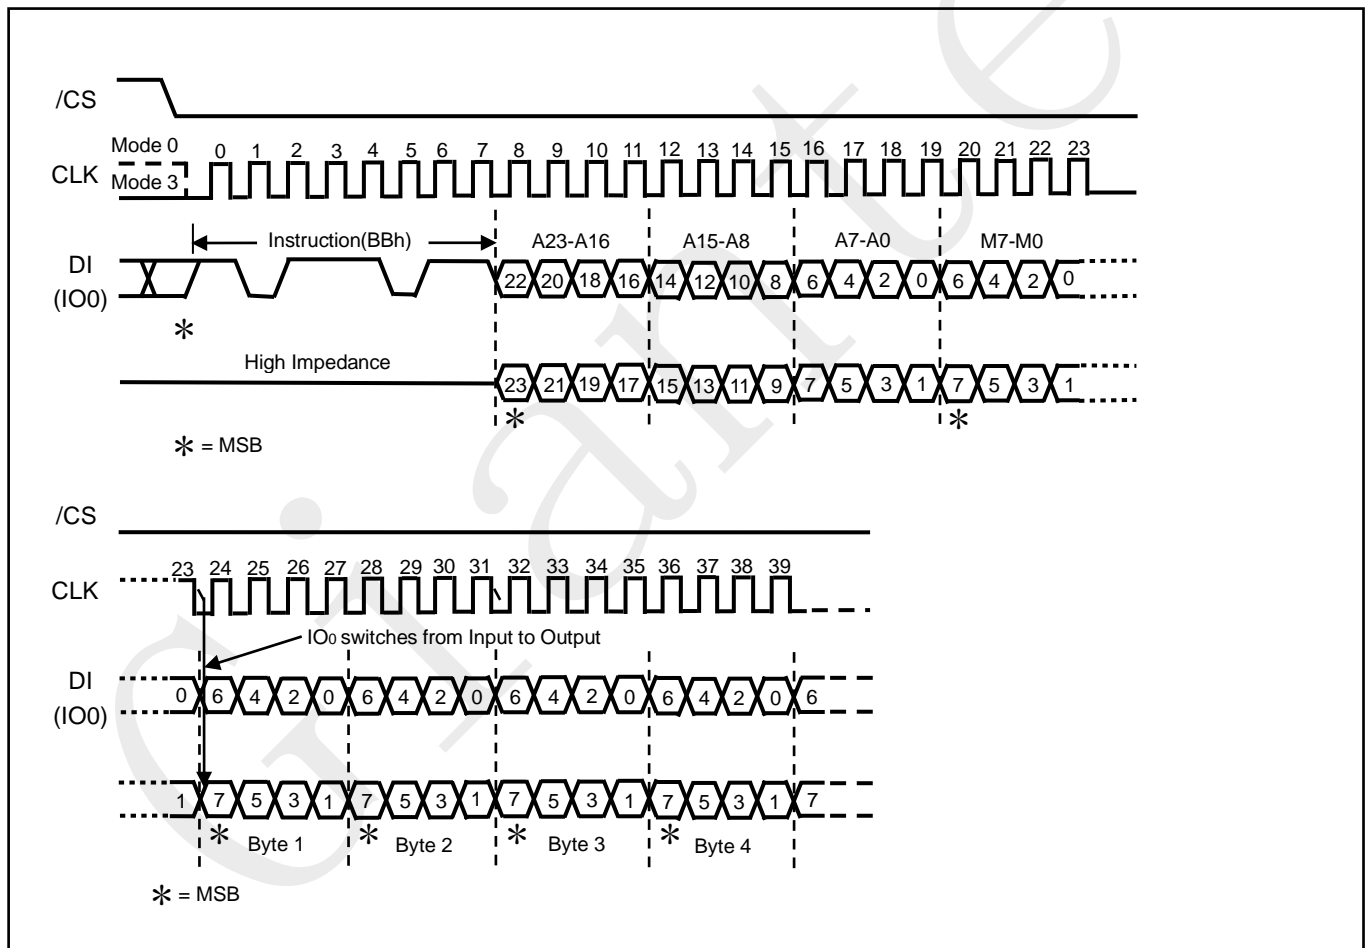 /CS
Mode 0
CLK
Mode 3
0 1 2 3 4 5 6 7 8 9 10 11 12 13 14 15 16 17 18 19 20 21 22 23
Instruction(BBh) A23-A16 A15-A8 A7-A0 M7-M0
DI
(IO0)
22 20 18 16 14 12 10 8 6 4 2 0 6 4 2 0
*
High Impedance
23 21 19 17 15 13 11 9 7 5 3 1 7 5 3 1
* *
* = MSB
/CS
CLK
23 24 25 26 27 28 29 30 31 32 33 34 35 36 37 38 39
IO0 switches from Input to Output
DI
(IO0)
0 6 4 2 0 6 4 2 0 6 4 2 0 6 4 2 0 6
1 7 5 3 1 7 5 3 1 7 5 3 1 7 5 3 1 7
* Byte 1 * Byte 2 * Byte 3 * Byte 4
* = MSB
Giante